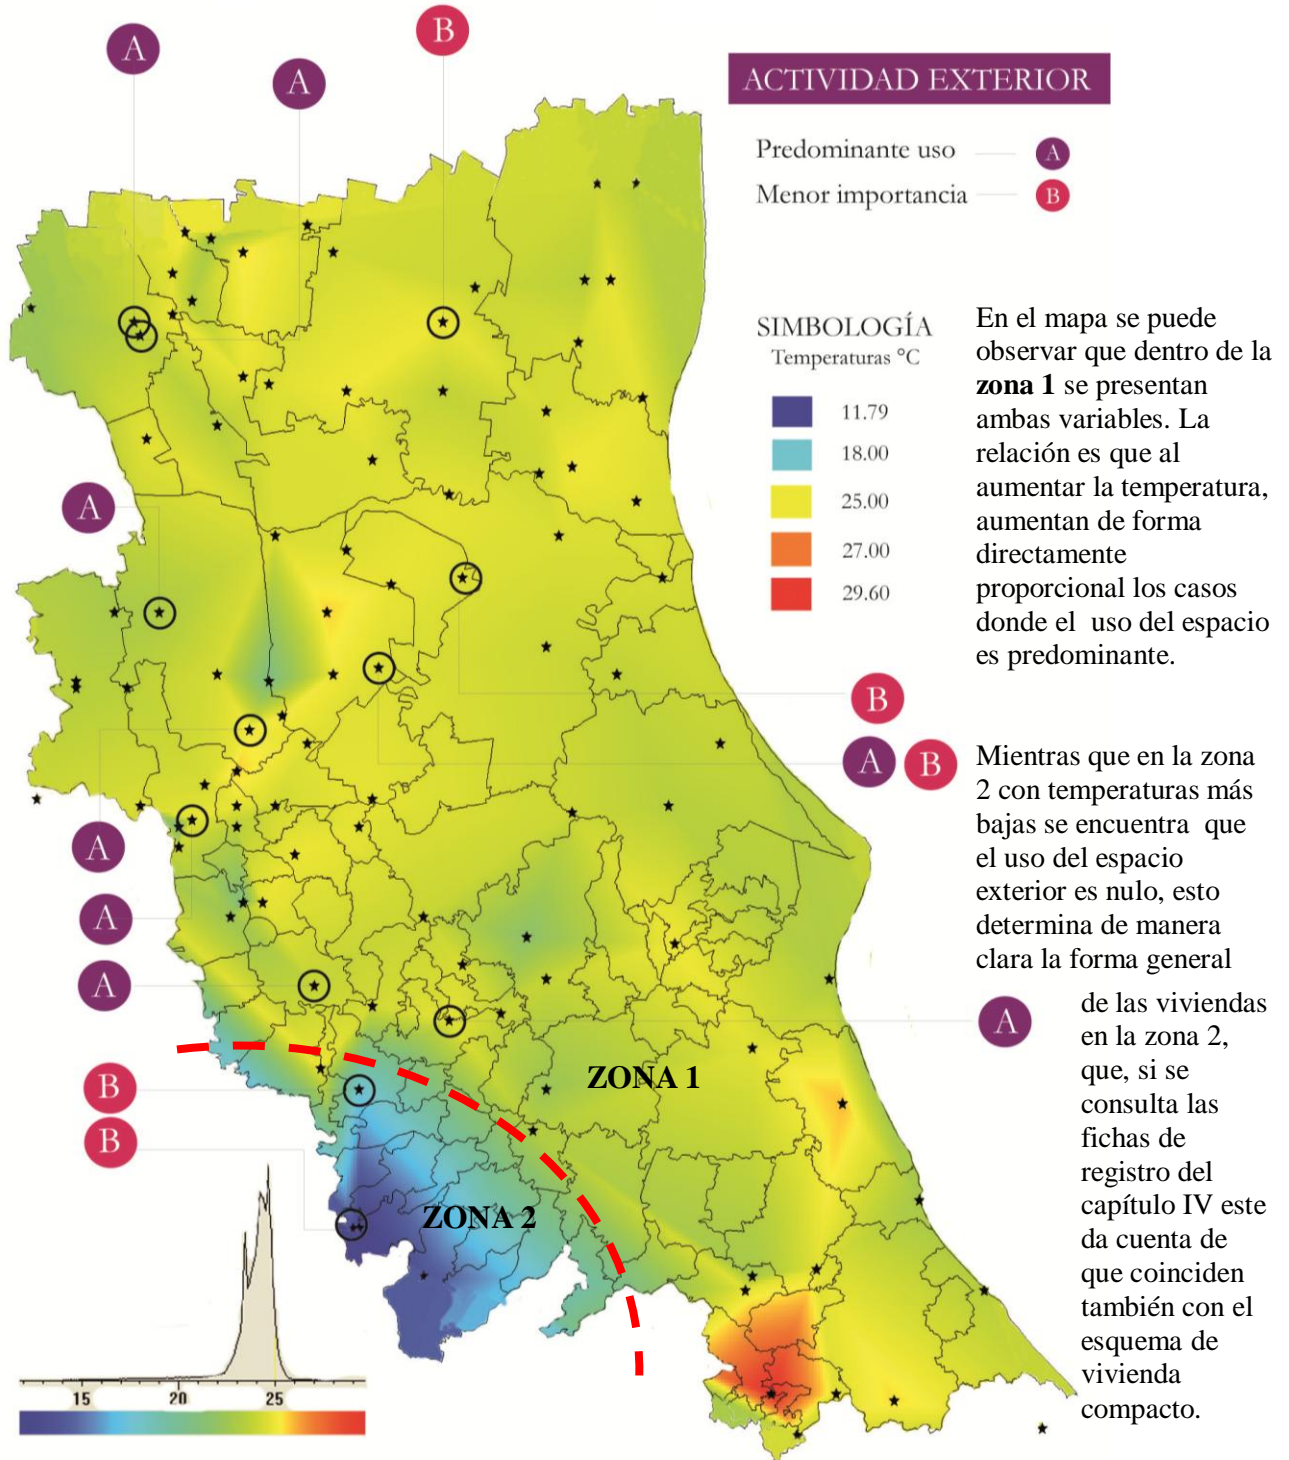 A
A
B
ACTIVIDAD EXTERIOR
Predominante uso A
Menor importancia B
SIMBOLOGÍA
Temperaturas °C
11.79
18.00
25.00
27.00
29.60
En el mapa se puede
observar que dentro de la
zona 1 se presentan
ambas variables. La
relación es que al
aumentar la temperatura,
aumentan de forma
directamente
proporcional los casos
donde el uso del espacio
es predominante.
A
B
A B
Mientras que en la zona
2 con temperaturas más
bajas se encuentra que
el uso del espacio
exterior es nulo, esto
determina de manera
clara la forma general
de las viviendas
en la zona 2,
que, si se
consulta las
fichas de
registro del
capítulo IV este
da cuenta de
que coinciden
también con el
esquema de
vivienda
compacto.
A
A
A
A
ZONA 1
B
B
ZONA 2
15 20 25